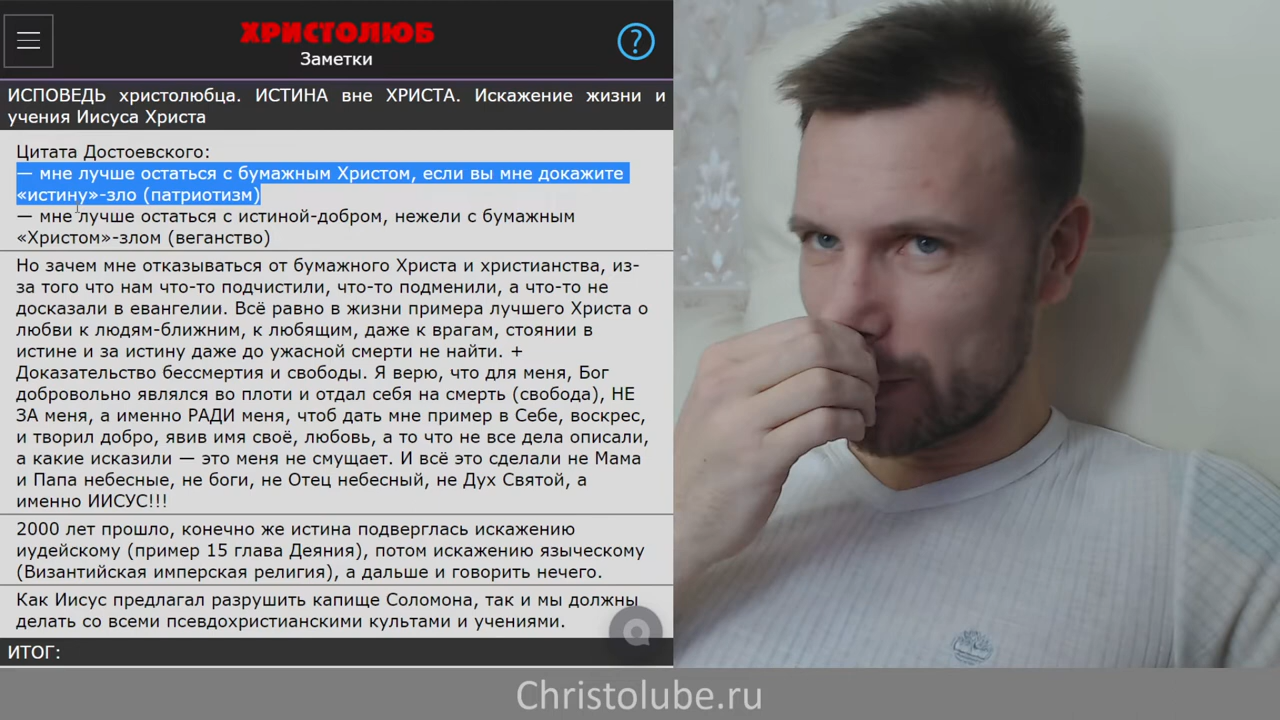 ХРИСТОЛЮБ
Заметки
?
ИСПОВЕДЬ христолюбца. ИСТИНА вне ХРИСТА. Искажение жизни и
учения Иисуса Христа
Цитата Достоевского:
— мне лучше остаться с бумажным Христом, если вы мне докажите
«истину»-зло (патриотизм)
— мне лучше остаться с истиной-добром, нежели с бумажным
«Христом»-злом (веганство)
Но зачем мне отказываться от бумажного Христа и христианства, из-
за того что нам что-то подчистили, что-то подменили, а что-то не
досказали в евангелии. Всё равно в жизни примера лучшего Христа о
любви к людям-ближним, к любящим, даже к врагам, стоянии в
истине и за истину даже до ужасной смерти не найти. +
Доказательство бессмертия и свободы. Я верю, что для меня, Бог
добровольно являлся во плоти и отдал себя на смерть (свобода), НЕ
ЗА меня, а именно РАДИ меня, чтоб дать мне пример в Себе, воскрес,
и творил добро, явив имя своё, любовь, а то что не все дела описали,
а какие исказили — это меня не смущает. И всё это сделали не Мама
и Папа небесные, не боги, не Отец небесный, не Дух Святой, а
именно ИИСУС!!!
2000 лет прошло, конечно же истина подверглась искажению
иудейскому (пример 15 глава Деяния), потом искажению языческому
(Византийская имперская религия), а дальше и говорить нечего.
Как Иисус предлагал разрушить капище Соломона, так и мы должны
делать со всеми псевдохристианскими культами и учениями.
ИТОГ:
Christolube.ru